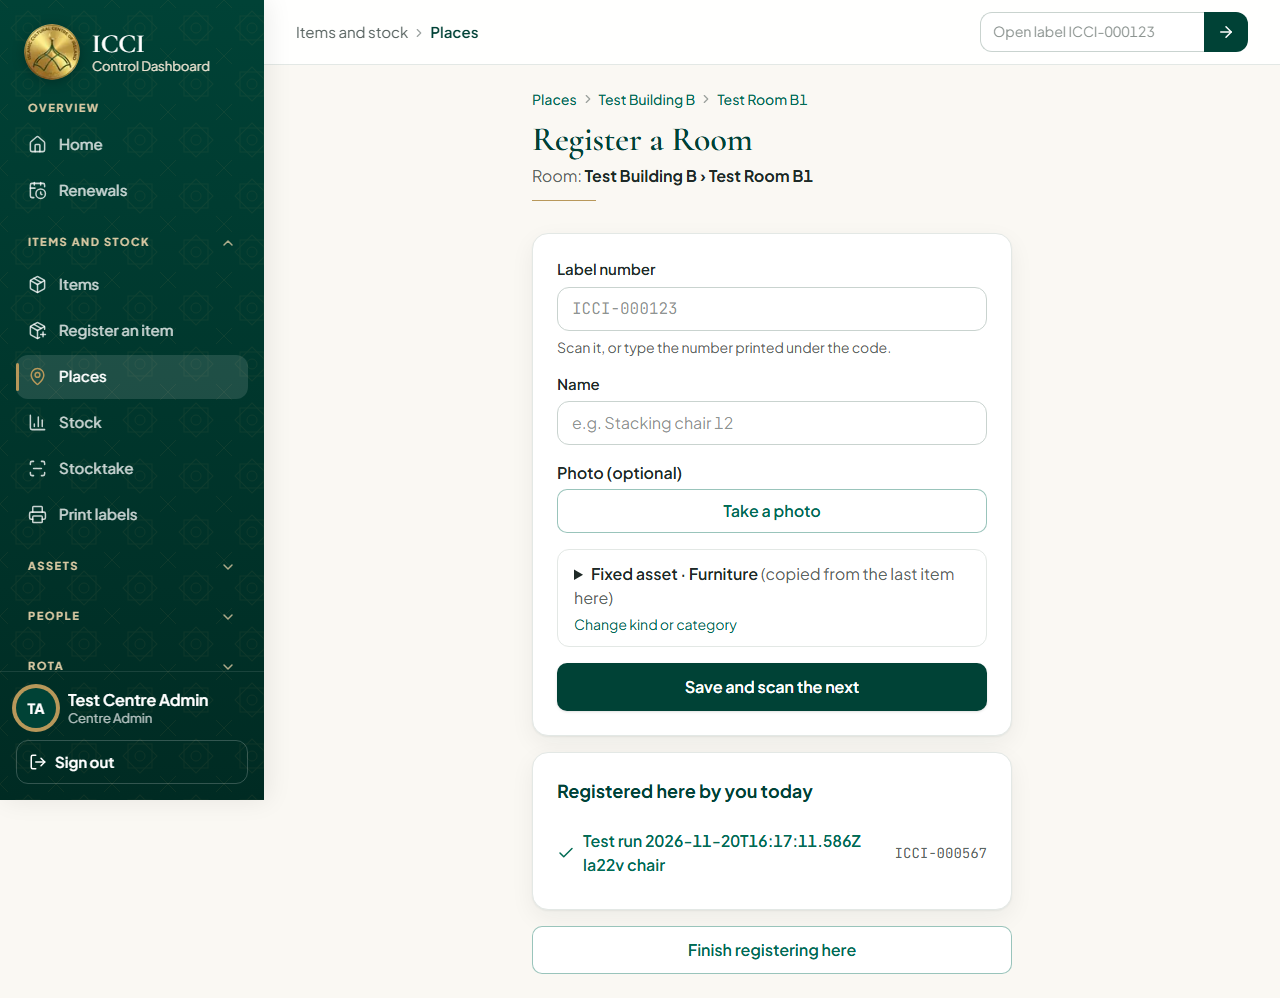 ICCI
Control Dashboard
OVERVIEW
Home
Renewals
ITEMS AND STOCK
Items
Register an item
Places
Stock
Stocktake
Print labels
ASSETS
PEOPLE
ROTA
TA
Test Centre Admin
Centre Admin
Sign out
Items and stock › Places
Open label ICCI-000123
Places › Test Building B › Test Room B1
Register a Room
Room: Test Building B › Test Room B1
Label number
ICCI-000123
Scan it, or type the number printed under the code.
Name
e.g. Stacking chair 12
Photo (optional)
Take a photo
Fixed asset · Furniture (copied from the last item
here)
Change kind or category
Save and scan the next
Registered here by you today
Test run 2026-11-20T16:17:11.586Z
la22v chair
ICCI-000567
Finish registering here